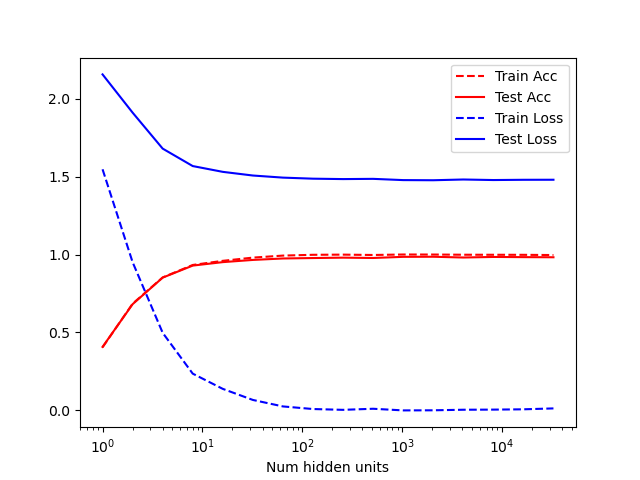 Train Acc
Test Acc
Train Loss
Test Loss
2.0
1.5
1.0
0.5
0.0
10⁰ 10¹ 10² 10³ 10⁴
Num hidden units